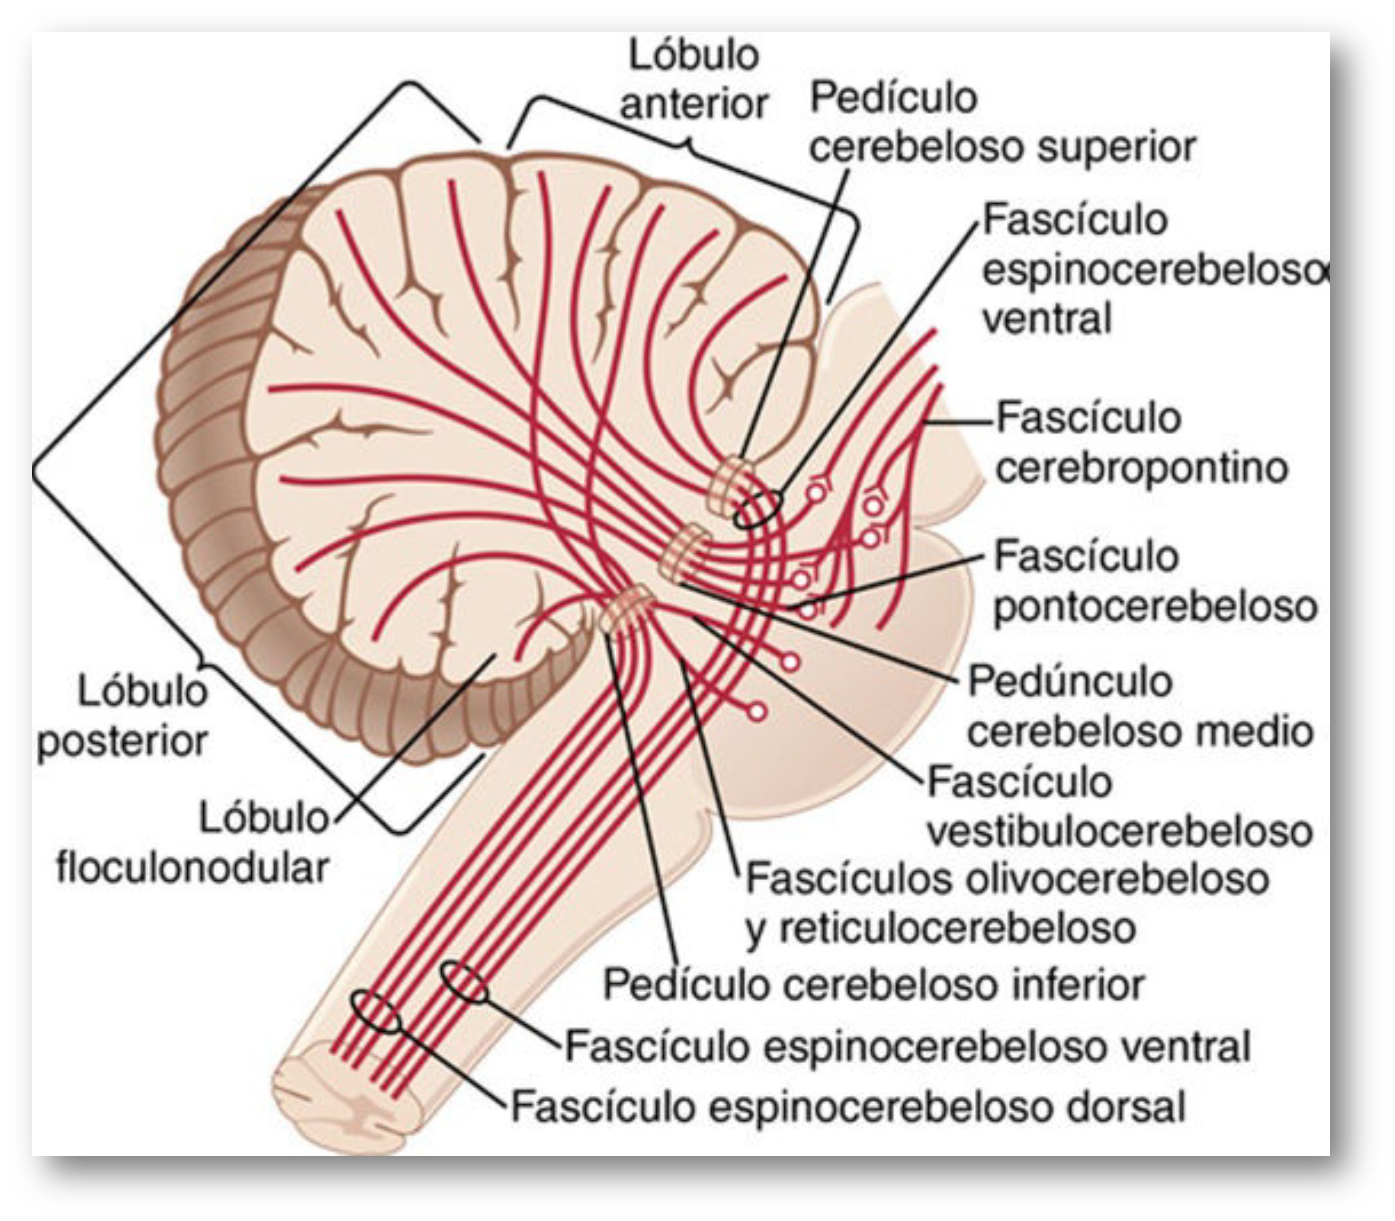 Lóbulo
anterior
Pedículo
cerebeloso superior
Fascículo
espinocerebeloso
ventral
Fascículo
cerebropontino
Fascículo
pontocerebeloso
Pedúnculo
cerebeloso medio
Fascículo
vestibulocerebeloso
Fascículos olivocerebeloso
y reticulocerebeloso
Pedículo cerebeloso inferior
Fascículo espinocerebeloso ventral
Fascículo espinocerebeloso dorsal
Lóbulo
posterior
Lóbulo
floculonodular